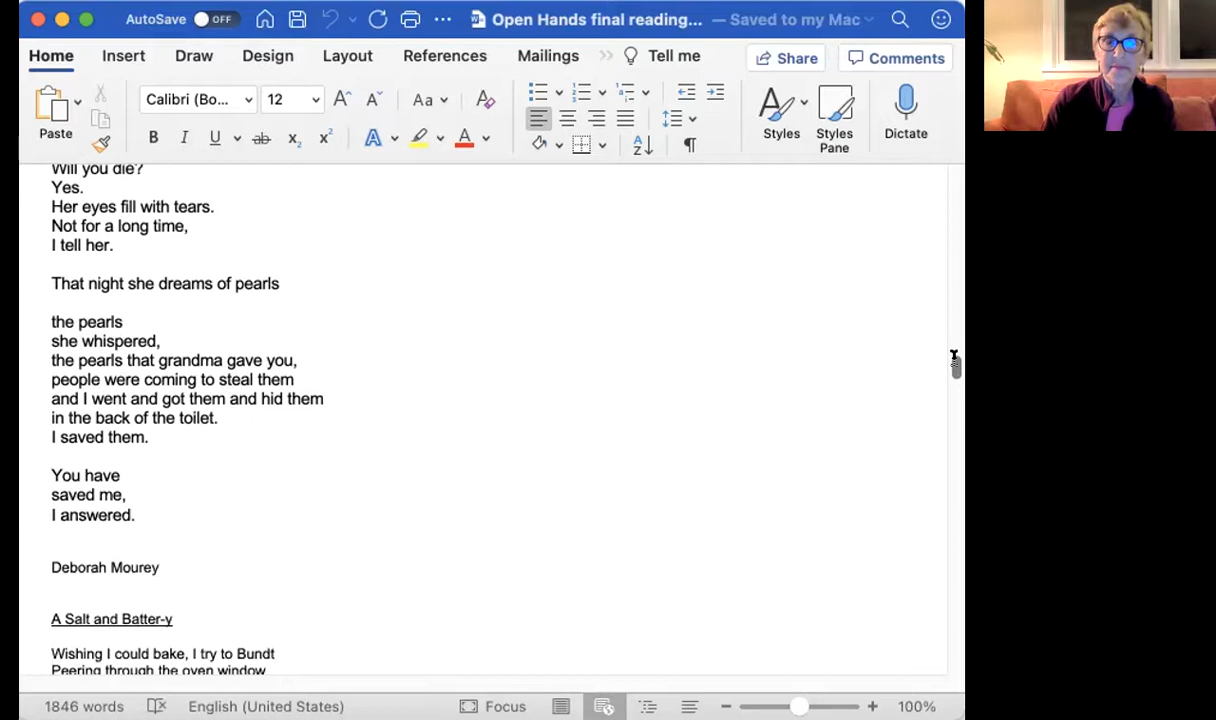 AutoSave OFF
Open Hands final reading... — Saved to my Mac
Home Insert Draw Design Layout References Mailings Tell me Share Comments
Paste
Calibri (Bo... 12
Styles
Styles Pane
Dictate
Will you die?
Yes.
Her eyes fill with tears.
Not for a long time,
I tell her.
That night she dreams of pearls
the pearls
she whispered,
the pearls that grandma gave you,
people were coming to steal them
and I went and got them and hid them
in the back of the toilet.
I saved them.
You have
saved me,
I answered.
Deborah Mourey
A Salt and Batter-y
Wishing I could bake, I try to Bundt
Peering through the oven window
1846 words English (United States) Focus 100%